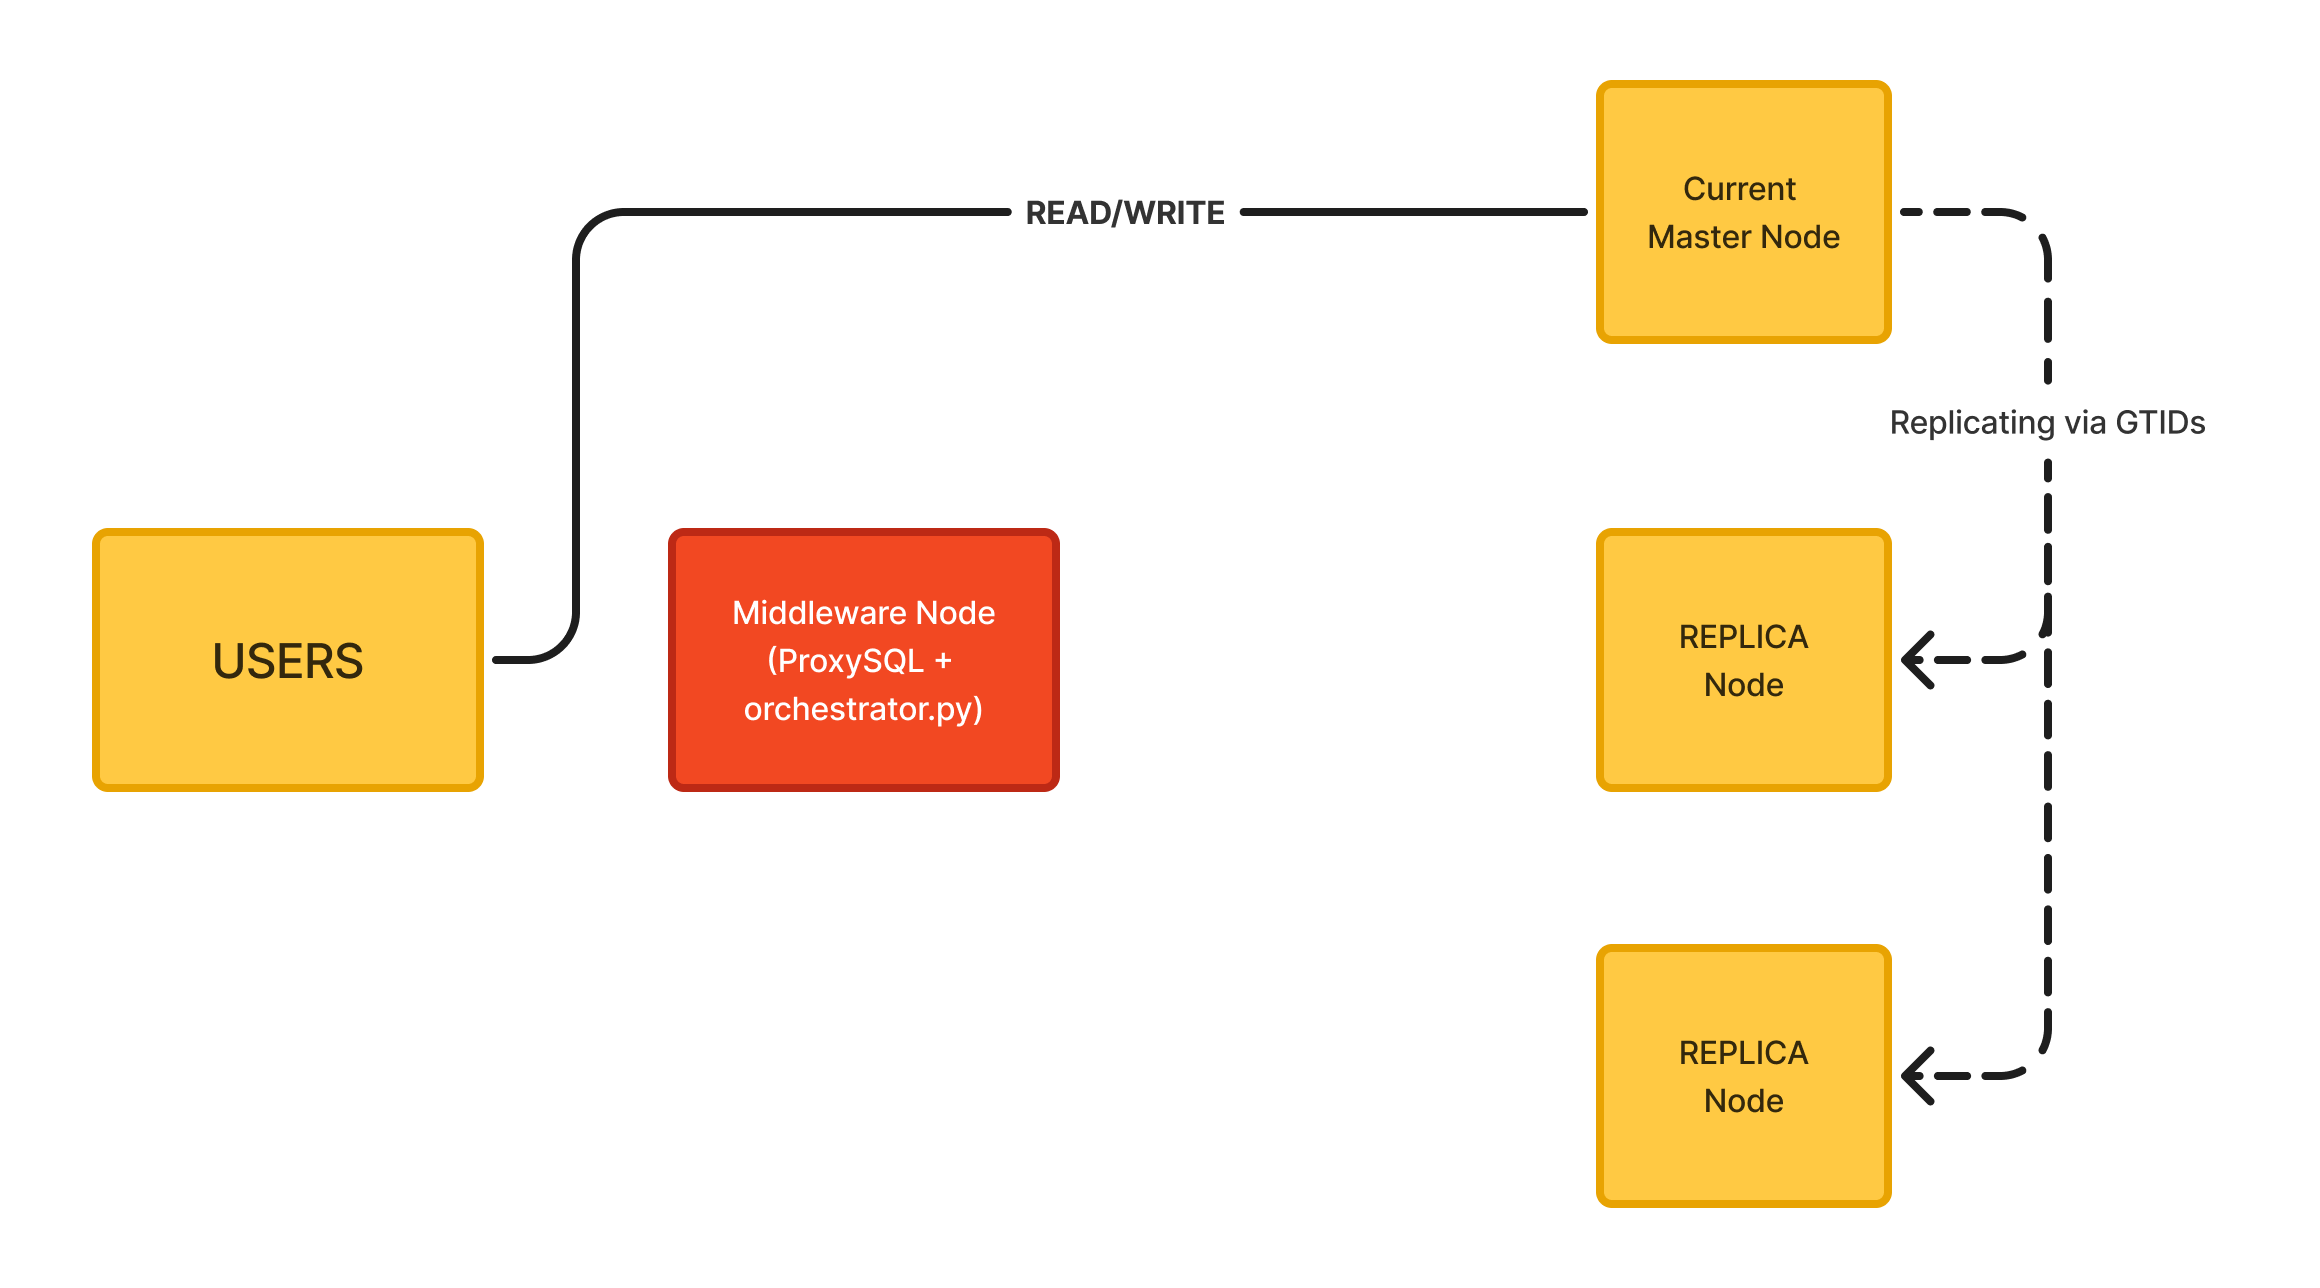 Current
Master Node
READ/WRITE
Replicating via GTIDs
USERS
Middleware Node
(ProxySQL +
orchestrator.py)
REPLICA
Node
REPLICA
Node